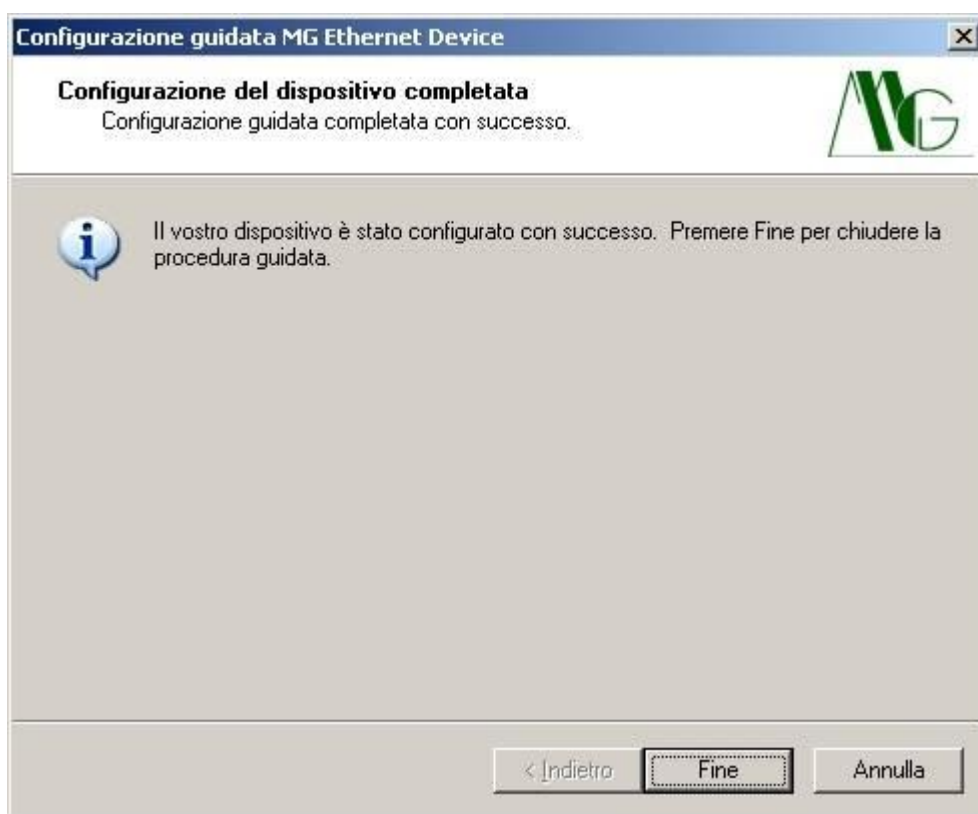 Configurazione guidata MG Ethernet Device
Configurazione del dispositivo completata
Configurazione guidata completata con successo.
MG
Il vostro dispositivo è stato configurato con successo. Premere Fine per chiudere la
procedura guidata.
< Indietro
Fine
Annulla